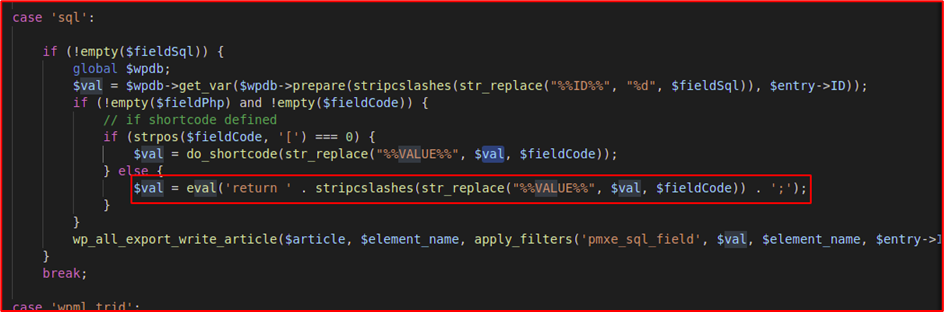 case 'sql':
if (!empty($fieldSql)) {
global $wpdb;
$val = $wpdb->get_var($wpdb->prepare(stripcslashes(str_replace("%%ID%%", "%d", $fieldSql)), $entry->ID));
if (!empty($fieldPhp) and !empty($fieldCode)) {
// if shortcode defined
if (strpos($fieldCode, '[') === 0) {
$val = do_shortcode(str_replace("%%VALUE%%", $val, $fieldCode));
} else {
$val = eval('return ' . stripcslashes(str_replace("%%VALUE%%", $val, $fieldCode)) . ';');
}
}
wp_all_export_write_article($article, $element_name, apply_filters('pmxe_sql_field', $val, $element_name, $entry->I
}
break;
case 'wpml_trid':